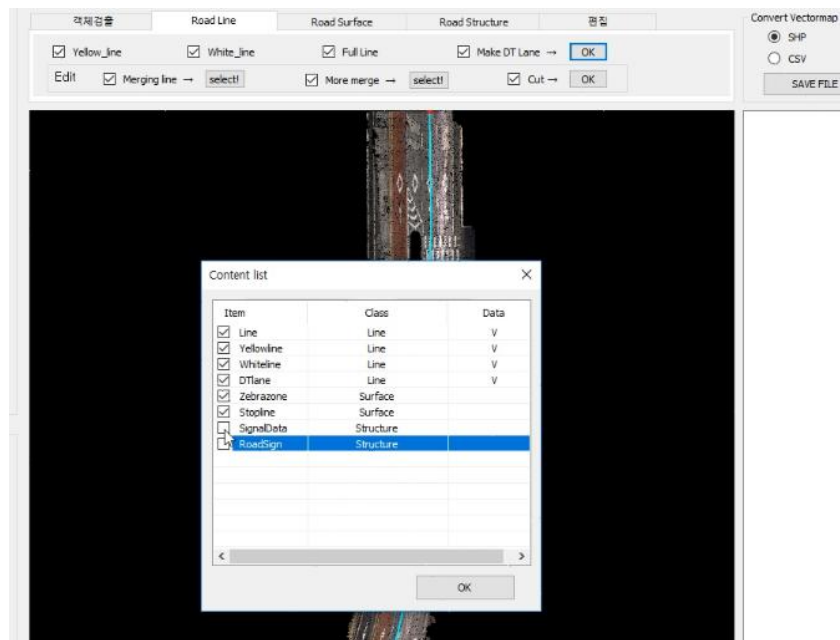 객체검출 Road Line Road Surface Road Structure 편집
Convert Vectormap
SHP
CSV
SAVE FILE
Yellow_line White_line Full Line Make DT Lane → OK
Edit Merging line → select! More merge → select! Cut → OK
Content list
Item Class Data
Line Line V
Yellowline Line V
Whiteline Line V
DTlane Line V
Zebrazone Surface
Stopline Surface
SignalData Structure
RoadSign Structure
OK